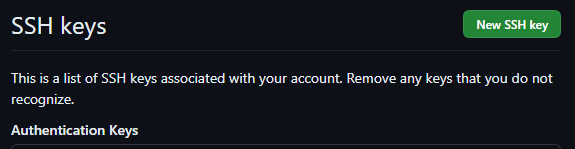 SSH keys
New SSH key
This is a list of SSH keys associated with your account. Remove any keys that you do not
recognize.
Authentication Keys